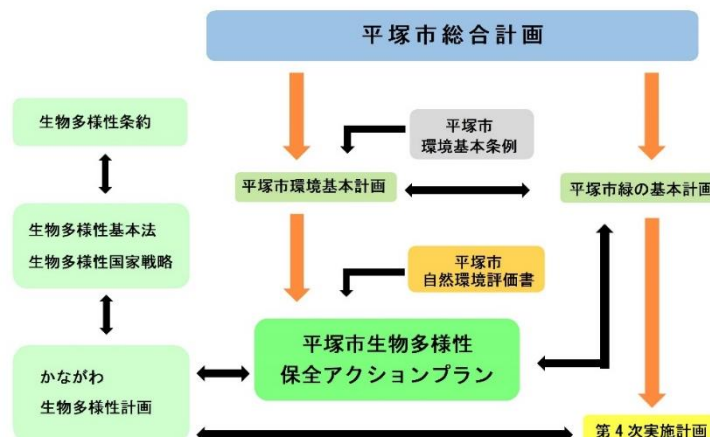 平塚市総合計画
生物多様性条約
平塚市
環境基本条例
平塚市環境基本計画
平塚市緑の基本計画
生物多様性基本法
生物多様性国家戦略
平塚市
自然環境評価書
平塚市生物多様性
保全アクションプラン
かながわ
生物多様性計画
第4次実施計画